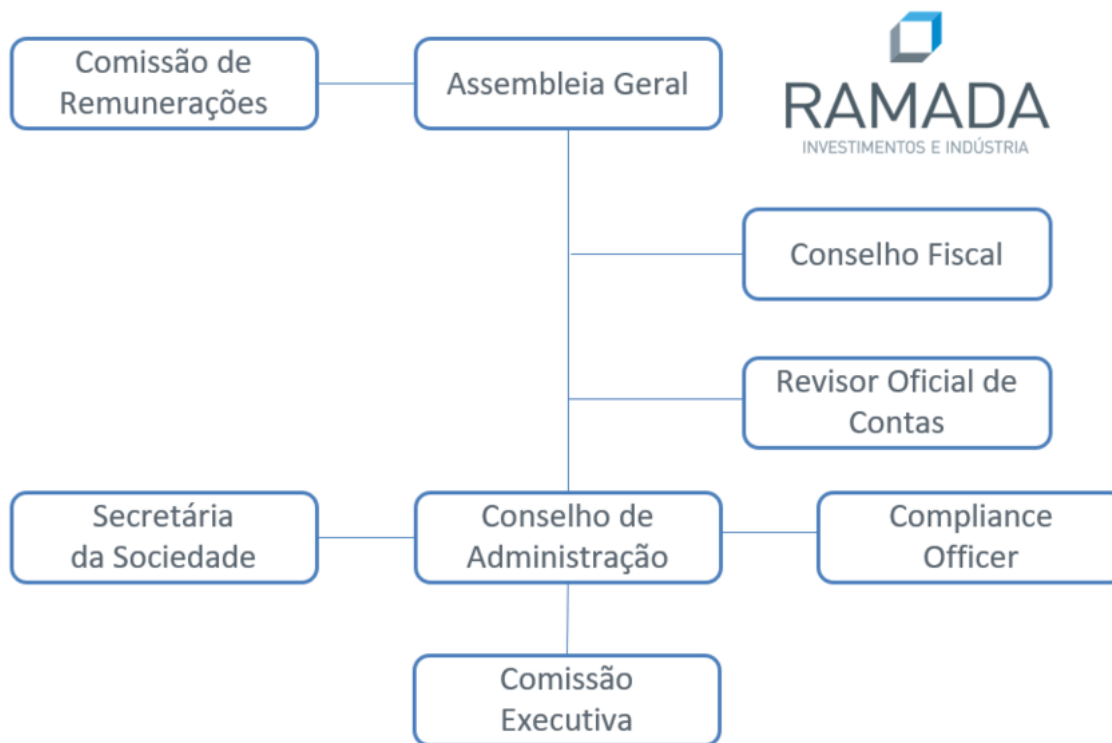 Comissão de
Remunerações
Assembleia Geral
RAMADA
INVESTIMENTOS E INDÚSTRIA
Conselho Fiscal
Revisor Oficial de
Contas
Secretária
da Sociedade
Conselho de
Administração
Compliance
Officer
Comissão
Executiva